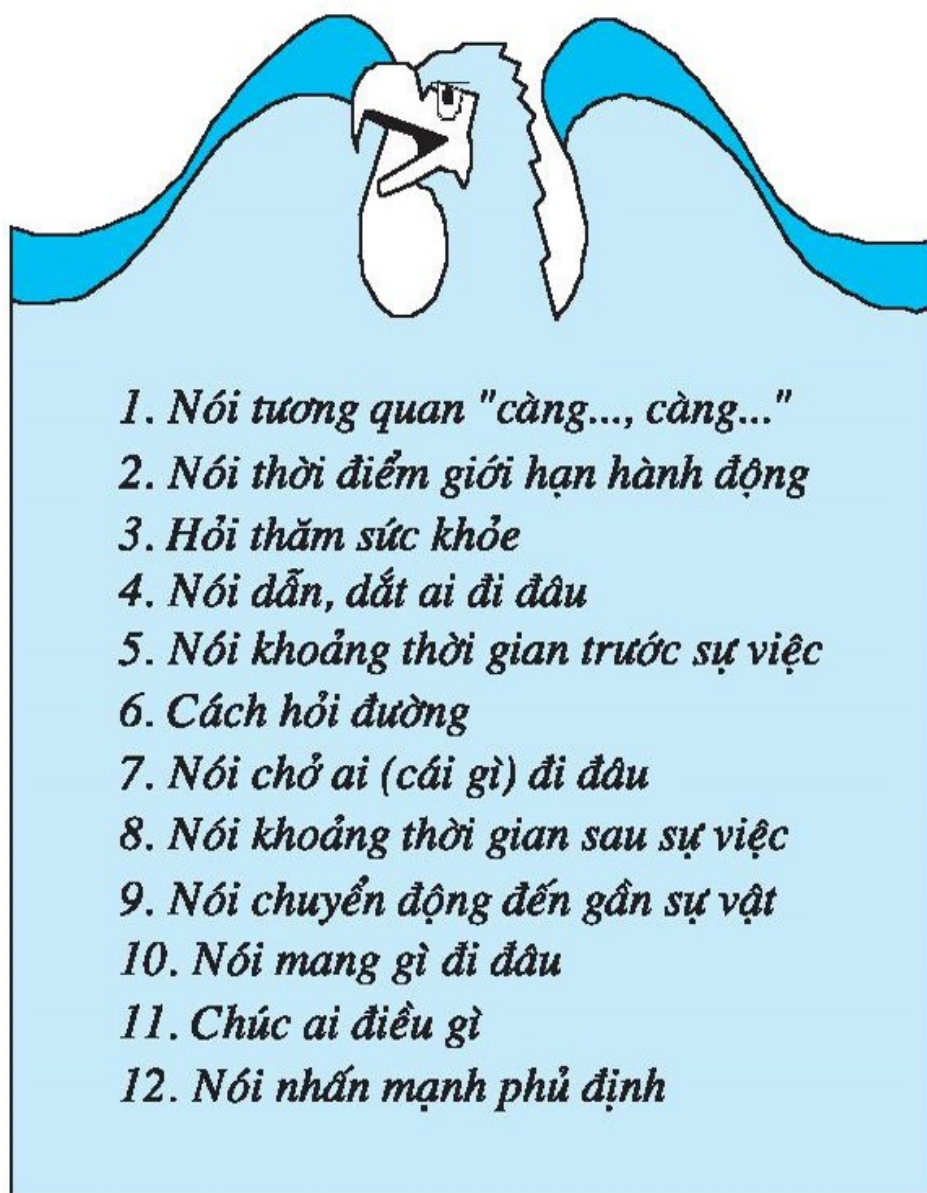 1. Nói tương quan "càng..., càng..."
2. Nói thời điểm giới hạn hành động
3. Hỏi thăm sức khỏe
4. Nói dẫn, dắt ai đi đâu
5. Nói khoảng thời gian trước sự việc
6. Cách hỏi đường
7. Nói chở ai (cái gì) đi đâu
8. Nói khoảng thời gian sau sự việc
9. Nói chuyển động đến gần sự vật
10. Nói mang gì đi đâu
11. Chúc ai điều gì
12. Nói nhấn mạnh phủ định